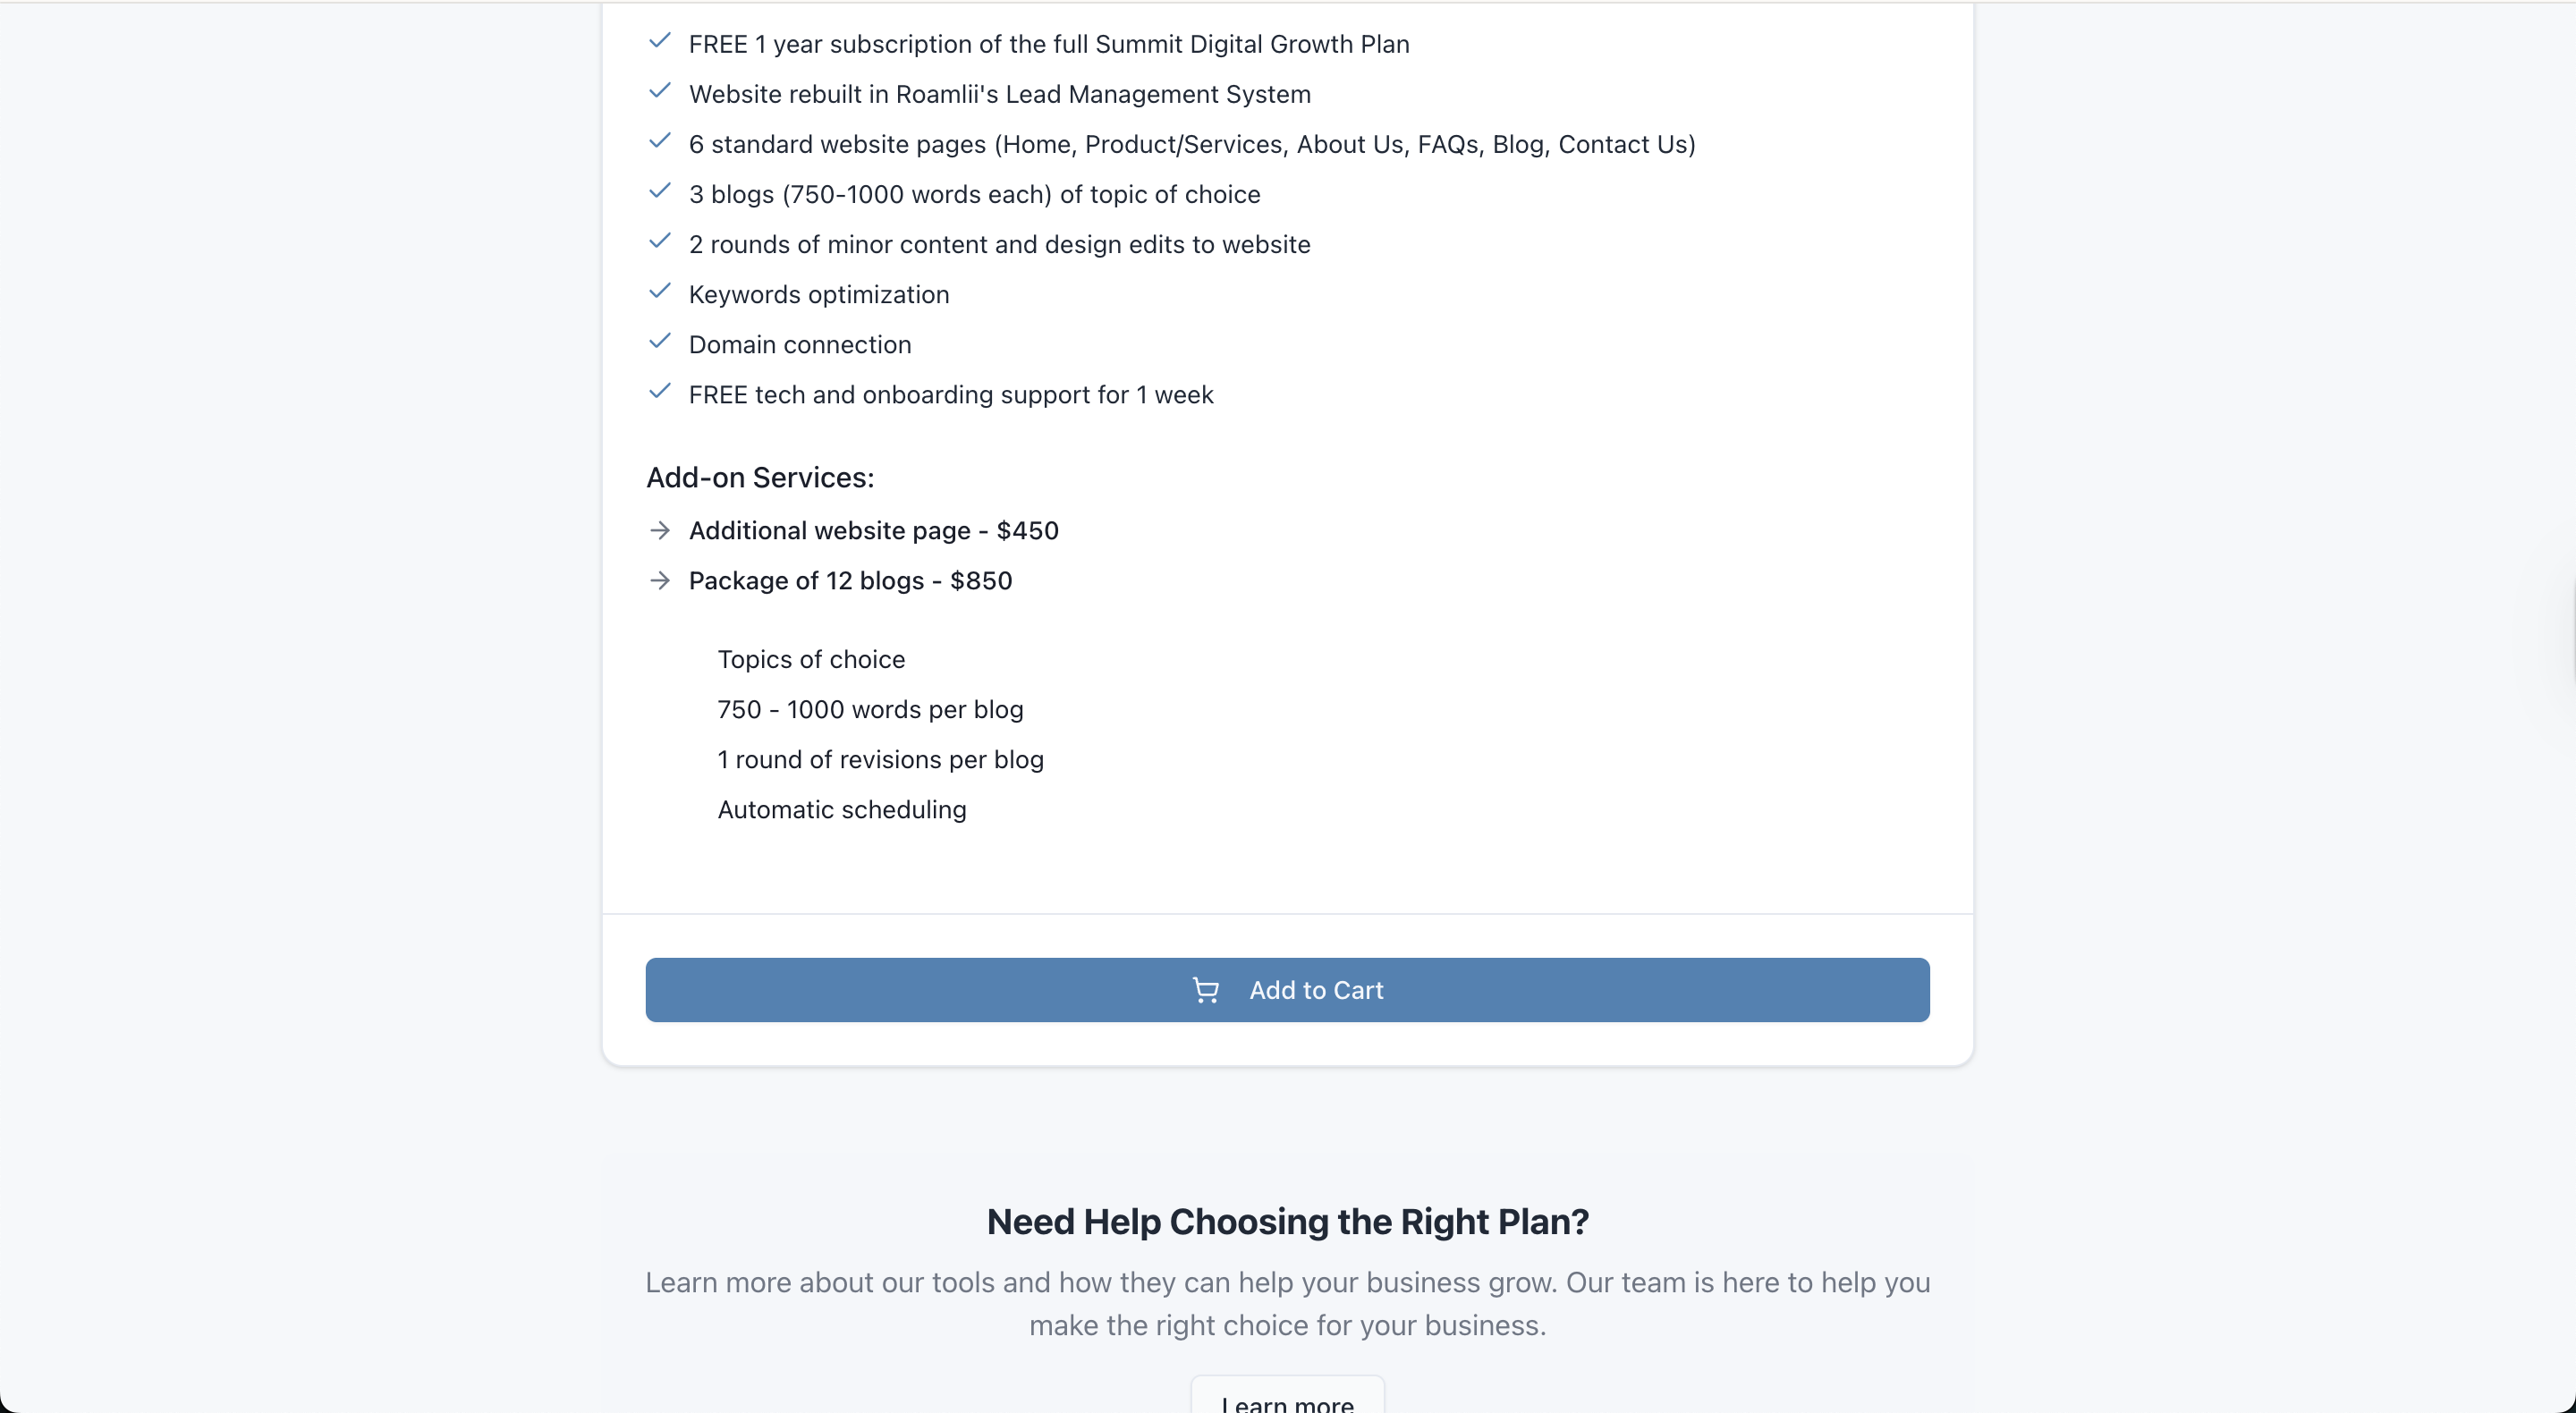 FREE 1 year subscription of the full Summit Digital Growth Plan
Website rebuilt in Roamlii's Lead Management System
6 standard website pages (Home, Product/Services, About Us, FAQs, Blog, Contact Us)
3 blogs (750-1000 words each) of topic of choice
2 rounds of minor content and design edits to website
Keywords optimization
Domain connection
FREE tech and onboarding support for 1 week
Add-on Services:
Additional website page - $450
Package of 12 blogs - $850
Topics of choice
750 - 1000 words per blog
1 round of revisions per blog
Automatic scheduling
Add to Cart
Need Help Choosing the Right Plan?
Learn more about our tools and how they can help your business grow. Our team is here to help you
make the right choice for your business.
Learn more